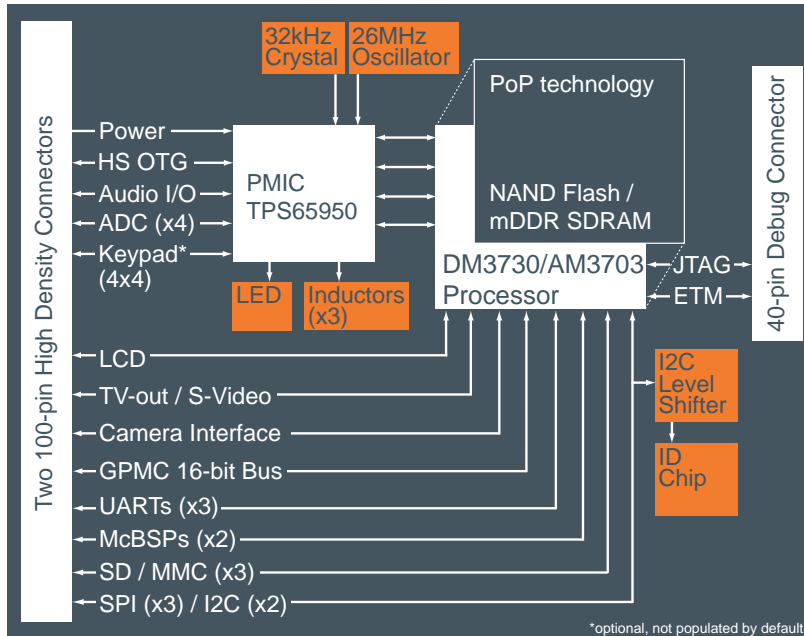 32kHz
Crystal
26MHz
Oscillator
PoP technology
NAND Flash /
mDDR SDRAM
Two 100-pin High Density Connectors
Power
HS OTG
Audio I/O
ADC (x4)
Keypad*
(4x4)
PMIC
TPS65950
DM3730/AM3703
Processor
JTAG
ETM
40-pin Debug Connector
LED
Inductors
(x3)
LCD
TV-out / S-Video
Camera Interface
GPMC 16-bit Bus
UARTs (x3)
McBSPs (x2)
SD / MMC (x3)
SPI (x3) / I2C (x2)
I2C
Level
Shifter
ID
Chip
*optional, not populated by default